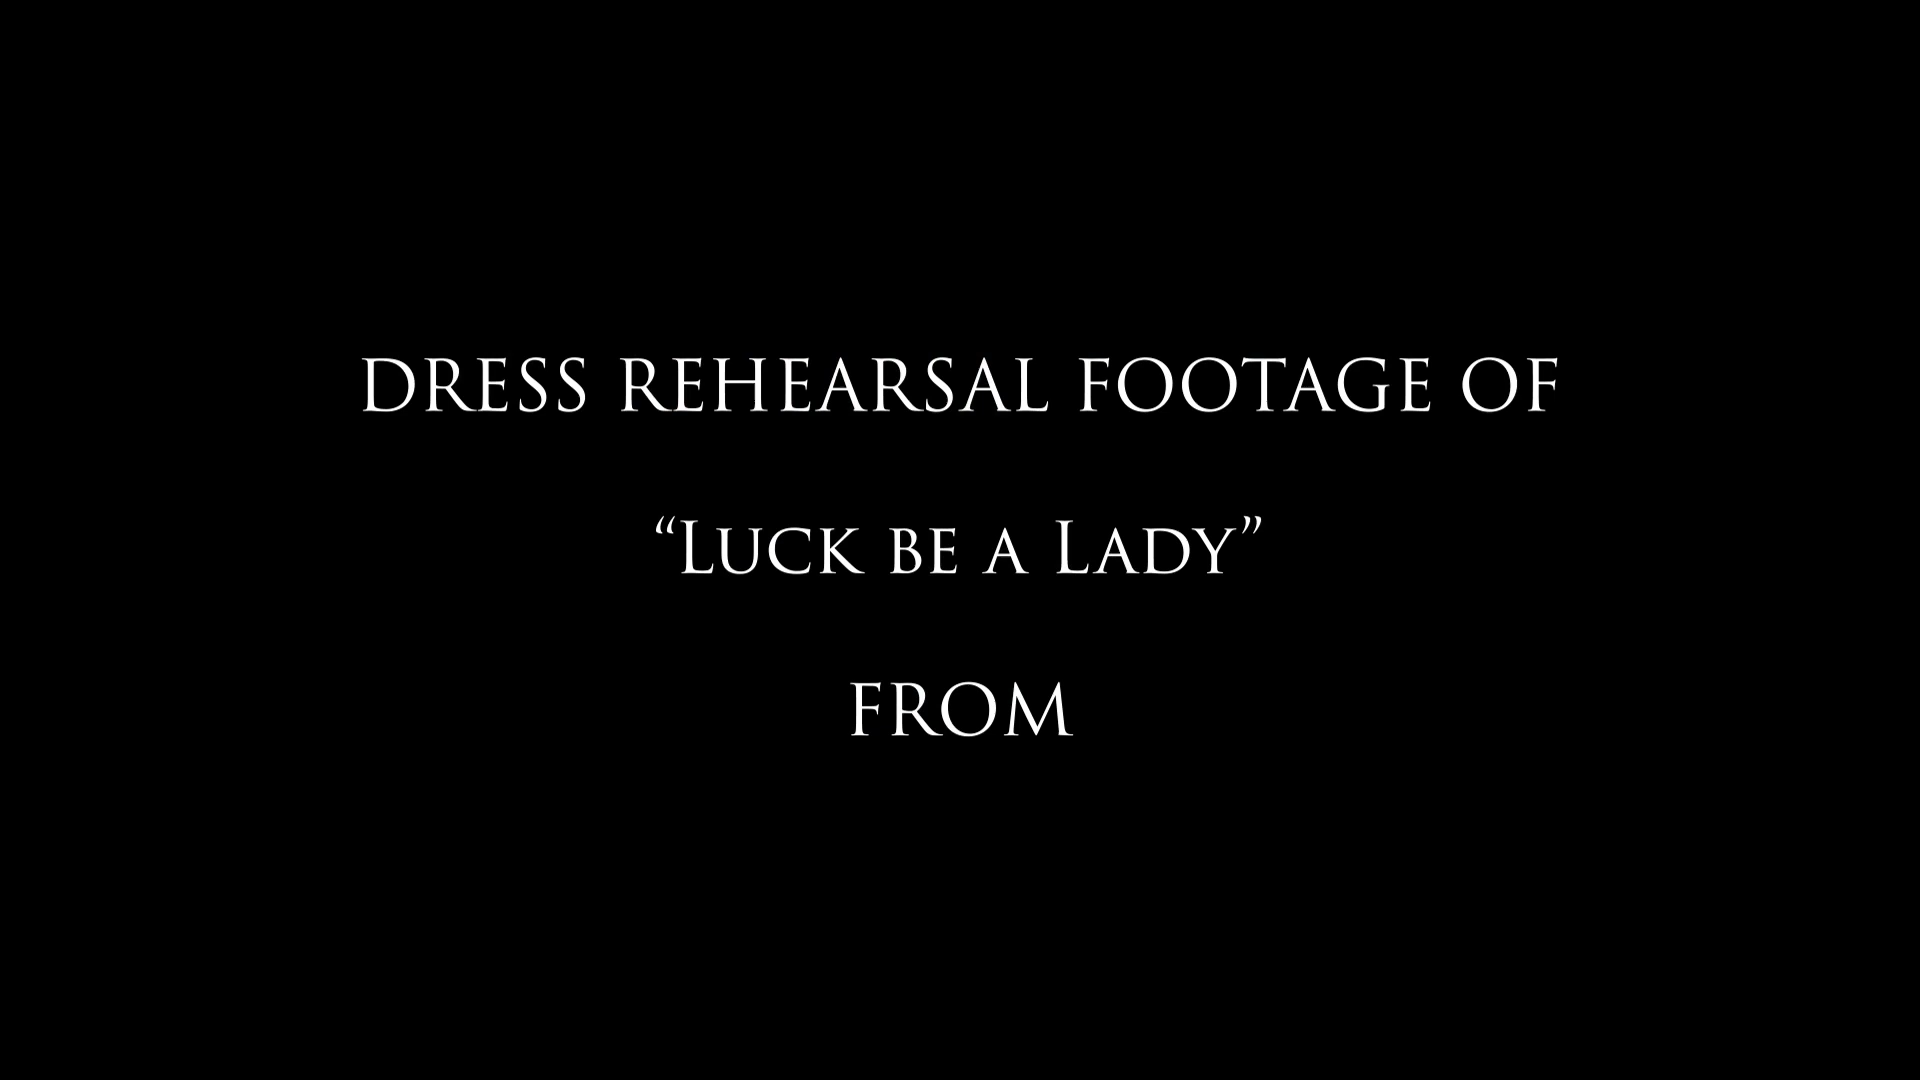 DRESS REHEARSAL FOOTAGE OF
“LUCK BE A LADY”
FROM